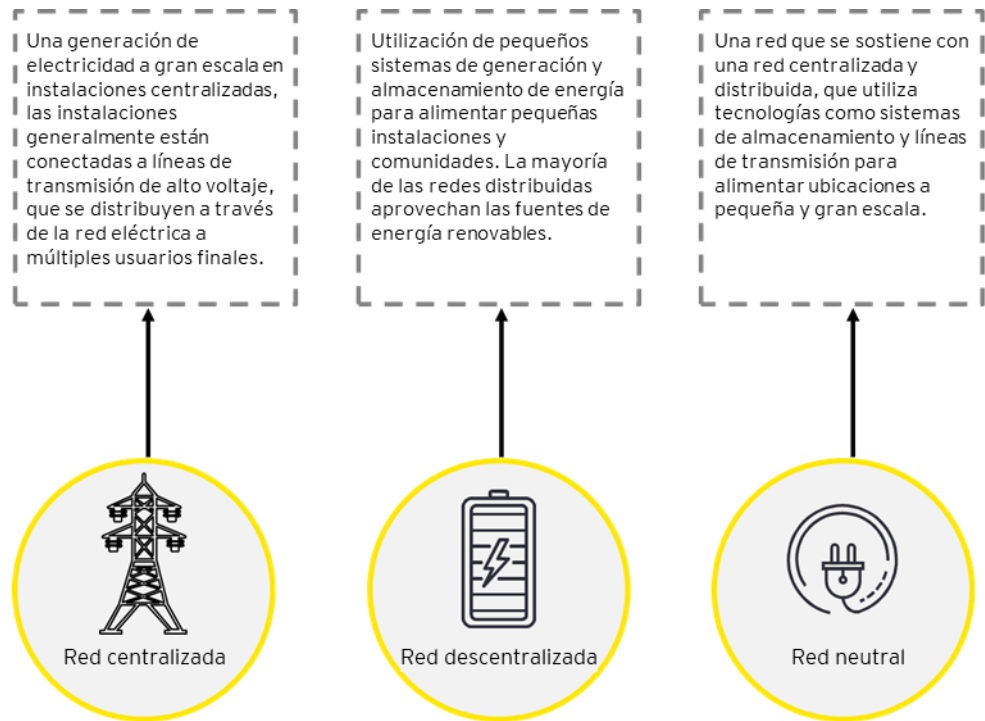 Una generación de
electricidad a gran escala en
instalaciones centralizadas,
las instalaciones
generalmente están
conectadas a líneas de
transmisión de alto voltaje,
que se distribuyen a través
de la red eléctrica a
múltiples usuarios finales.
Utilización de pequeños
sistemas de generación y
almacenamiento de energía
para alimentar pequeñas
instalaciones y
comunidades. La mayoría
de las redes distribuidas
aprovechan las fuentes de
energía renovables.
Una red que se sostiene con
una red centralizada y
distribuida, que utiliza
tecnologías como sistemas
de almacenamiento y líneas
de transmisión para
alimentar ubicaciones a
pequeña y gran escala.
Red centralizada
Red descentralizada
Red neutral